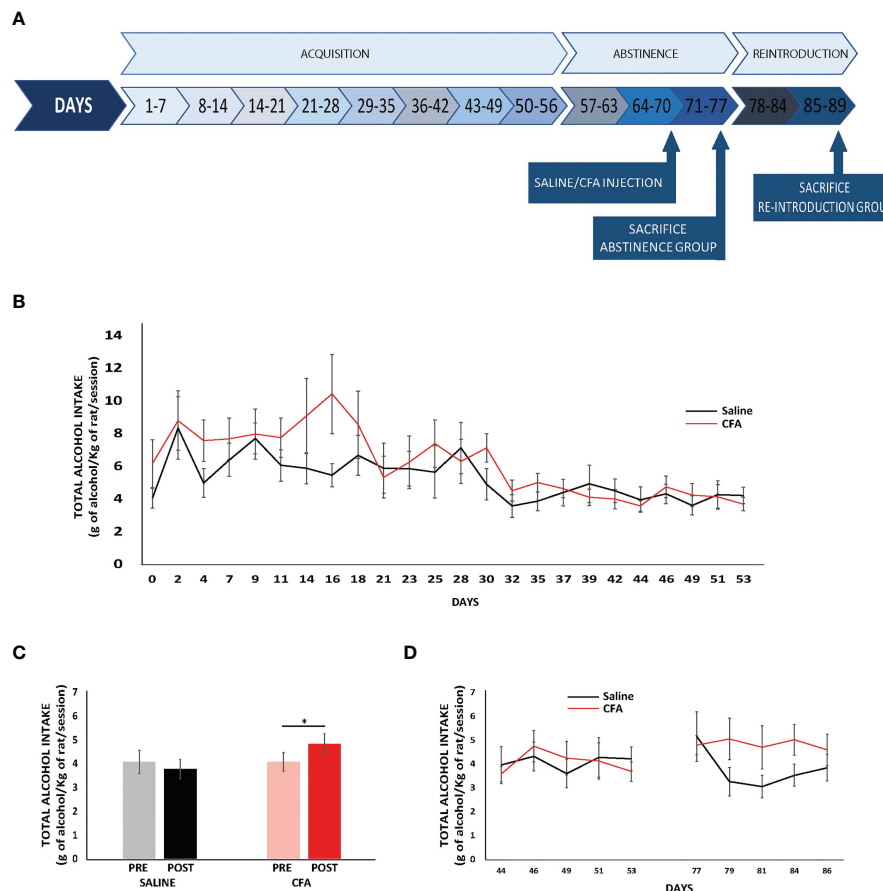 A
ACQUISITION
ABSTINENCE
REINTRODUCTION
DAYS
1-7
8-14
14-21
21-28
29-35
36-42
43-49
50-56
57-63
64-70
71-77
78-84
85-89
SALINE/CFA INJECTION
SACRIFICE
ABSTINENCE GROUP
SACRIFICE
RE-INTRODUCTION GROU
B
TOTAL ALCOHOL INTAKE
(g of alcohol/Kg of rat/session)
14
12
10
8
6
4
2
0
Saline
CFA
0 2 4 7 9 11 14 16 18 21 23 25 28 30 32 35 37 39 42 44 46 49 51 53
DAYS
C
TOTAL ALCOHOL INTAKE
(g of alcohol/Kg of rat/session)
7
6
5
4
3
2
1
0
*
PRE POST PRE POST
SALINE CFA
D
TOTAL ALCOHOL INTAKE
(g of alcohol/Kg of rat/session)
7
6
5
4
3
2
1
0
Saline
CFA
44 46 49 51 53 77 79 81 84 86
DAYS